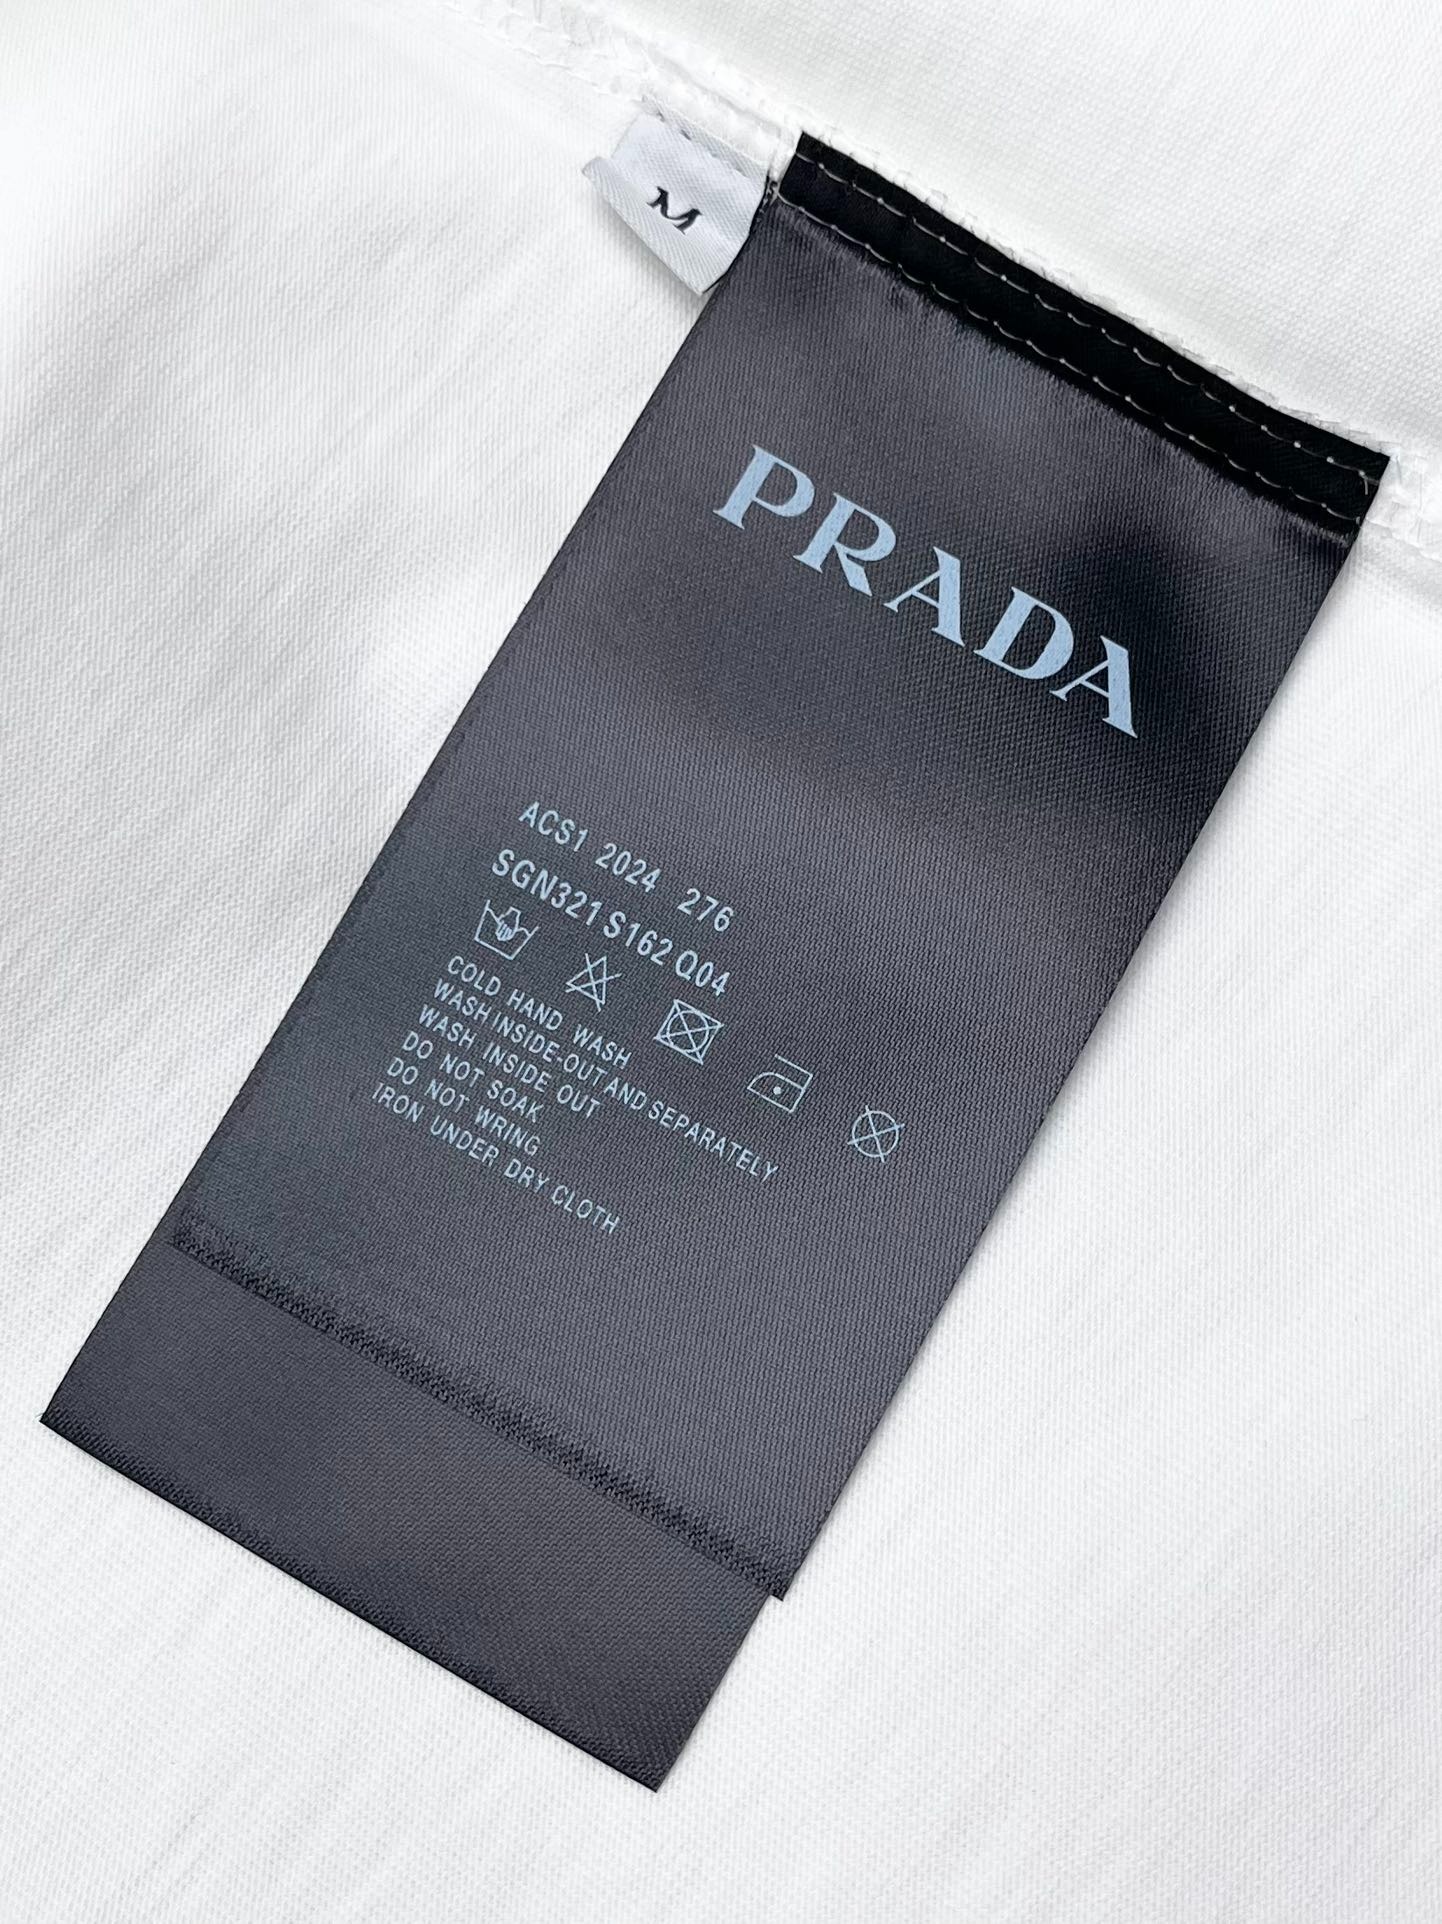 M
PRADA
ACS1 2024 276
SGN321 S162 Q04
COLD HAND WASH
WASH INSIDE-OUT AND SEPARATELY
WASH INSIDE OUT
DO NOT SOAK
DO NOT WRING
IRON UNDER DRY CLOTH